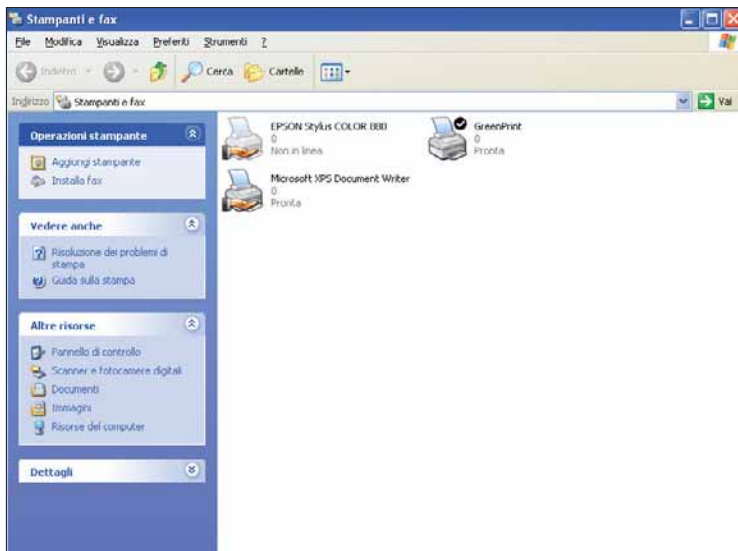 Stampanti e fax
File Modifica Visualizza Preferiti Strumenti ?
Indietro Cerca Cartelle
Indirizzo Stampanti e fax Vai
Operazioni stampante
Aggiungi stampante
Installa fax
Vedere anche
Risoluzione dei problemi di
stampa
Guida sulla stampa
Altre risorse
Pannello di controllo
Scanner e fotocamere digitali
Documenti
Immagini
Risorse del computer
Dettagli
EPSON Stylus COLOR 880
0
Non in linea
GreenPrint
0
Pronta
Microsoft XPS Document Writer
0
Pronta